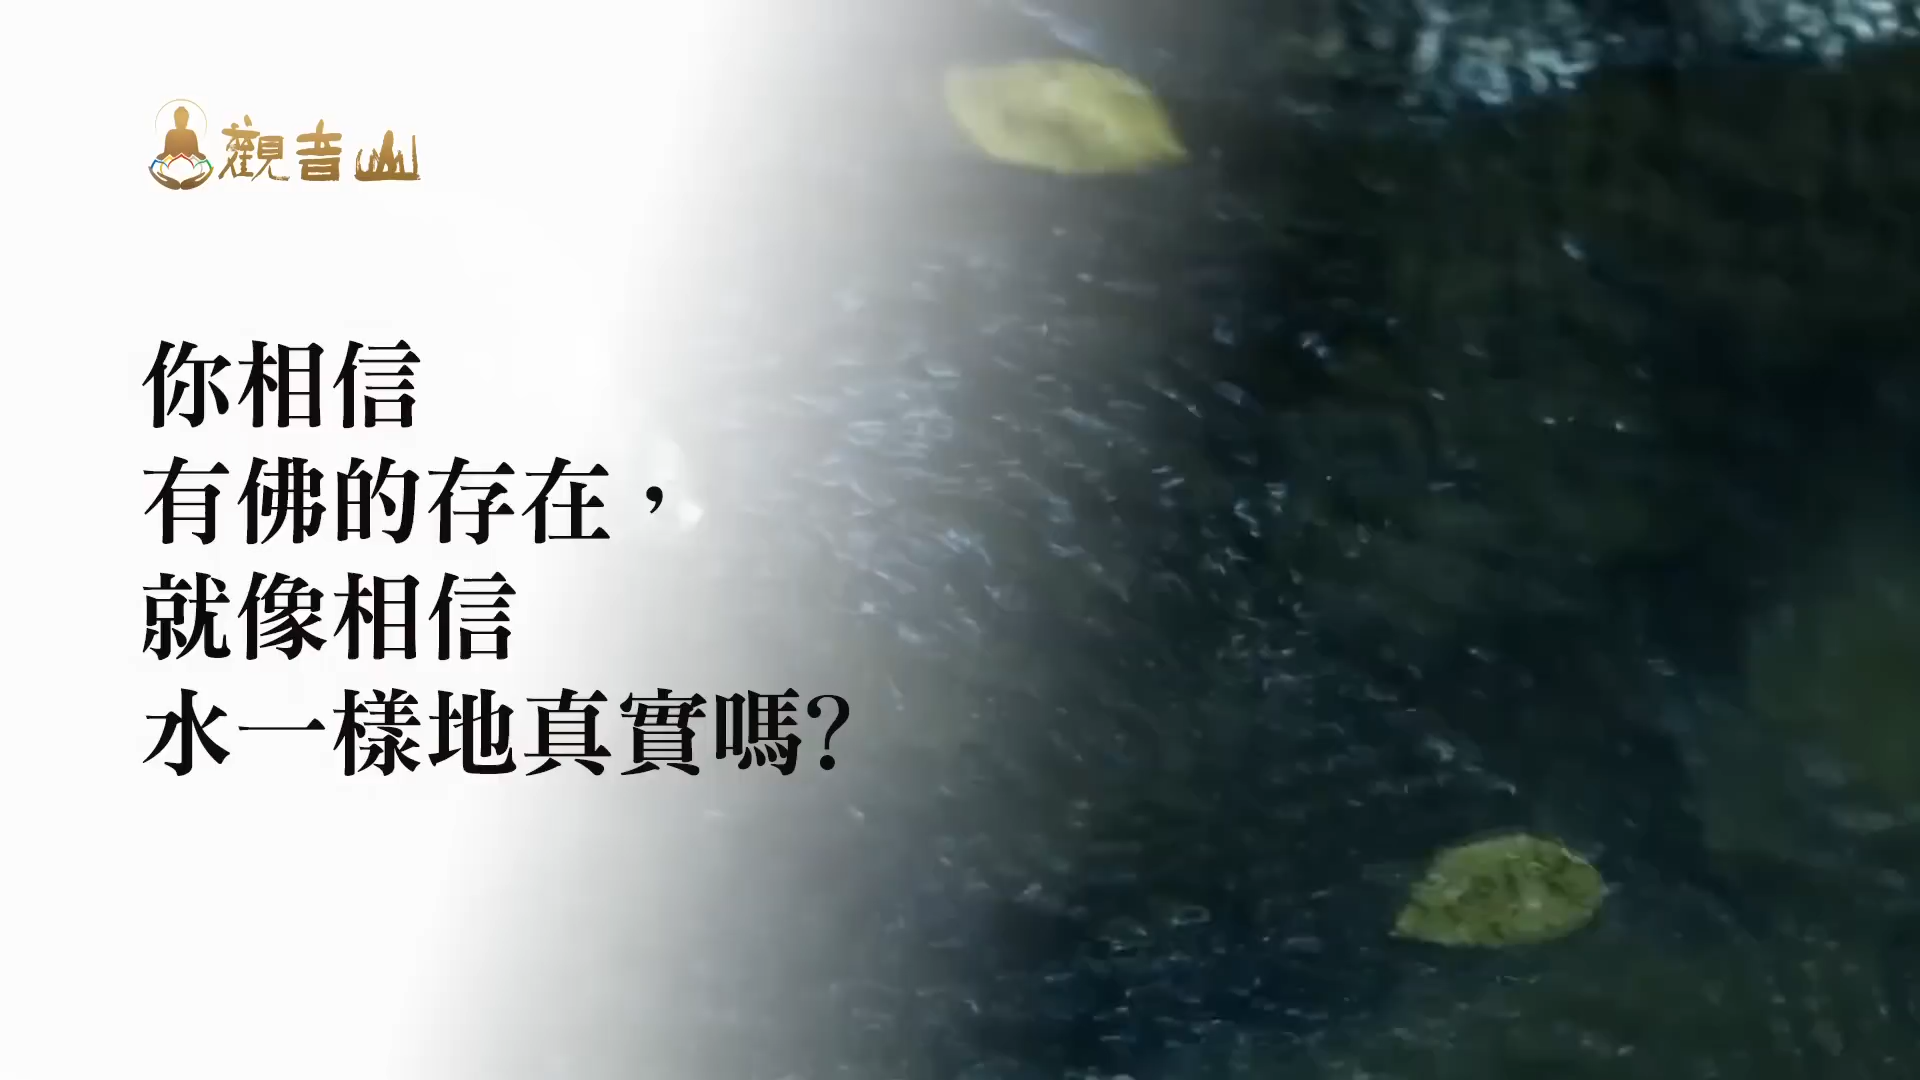 觀音山
你相信
有佛的存在，
就像相信
水一樣地真實嗎？